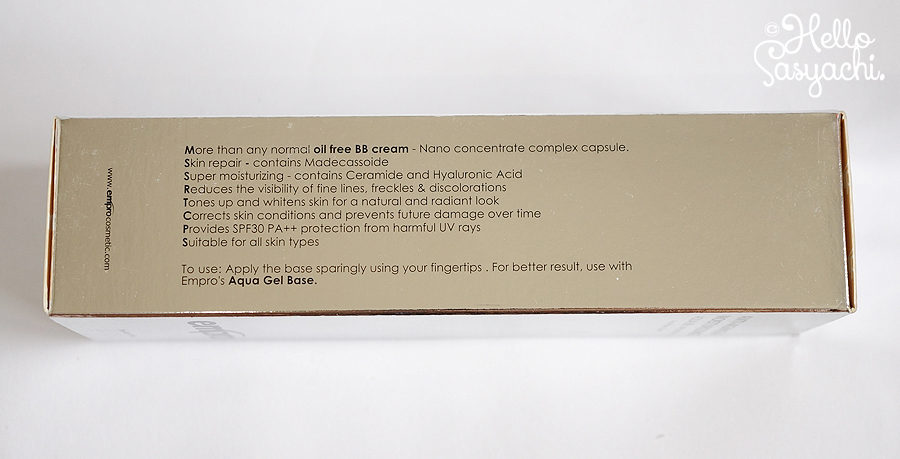 © Hello
Sasyachi.
More than any normal oil free BB cream - Nano concentrate complex capsule.
Skin repair - contains Madecassoide
Super moisturizing - contains Ceramide and Hyaluronic Acid
Reduces the visibility of fine lines, freckles & discolorations
Tones up and whitens skin for a natural and radiant look
Corrects skin conditions and prevents future damage over time
Provides SPF30 PA++ protection from harmful UV rays
Suitable for all skin types
To use: Apply the base sparingly using your fingertips . For better result, use with
Empro's Aqua Gel Base.
www.emprocosmetic.com